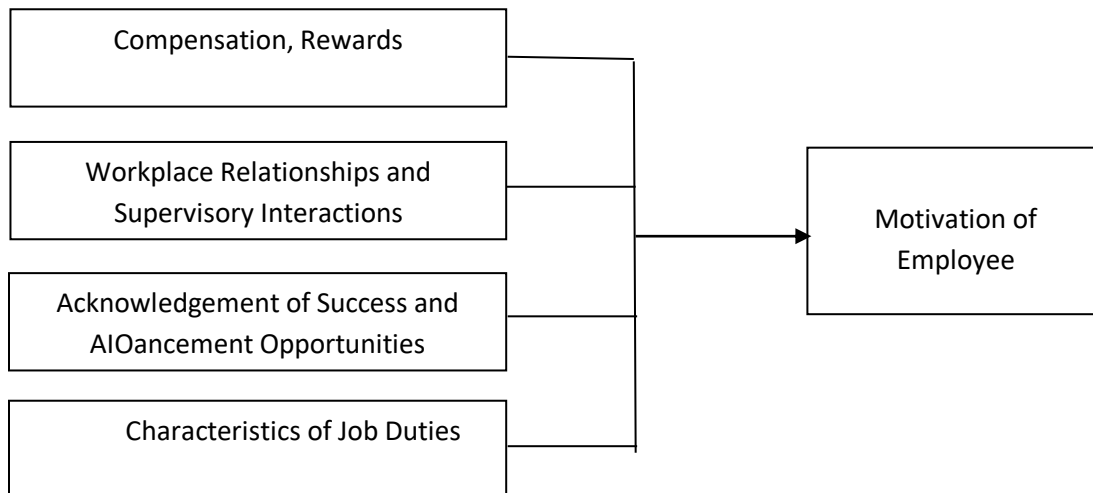 Compensation, Rewards
Workplace Relationships and
Supervisory Interactions
Acknowledgement of Success and
AIOancement Opportunities
Characteristics of Job Duties
Motivation of
Employee